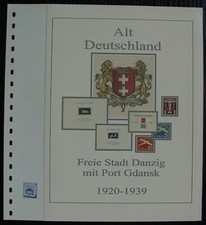 Alt
Deutschland
Freie Stadt Danzig
mit Port Gdansk
1920-1939